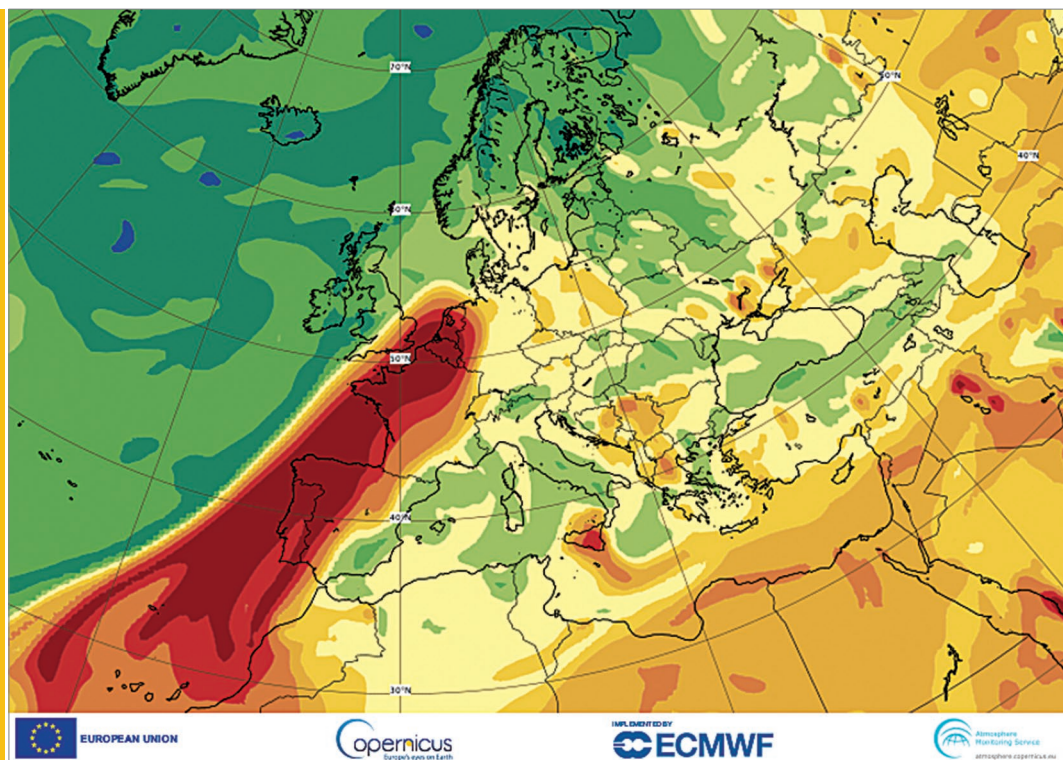 70°N
50°N
40°N
60°N
50°N
40°N
30°N
EUROPEAN UNION
Copernicus
Europe's eyes on Earth
IMPLEMENTED BY
ECMWF
Atmosphere
Monitoring Service
atmosphere.copernicus.eu